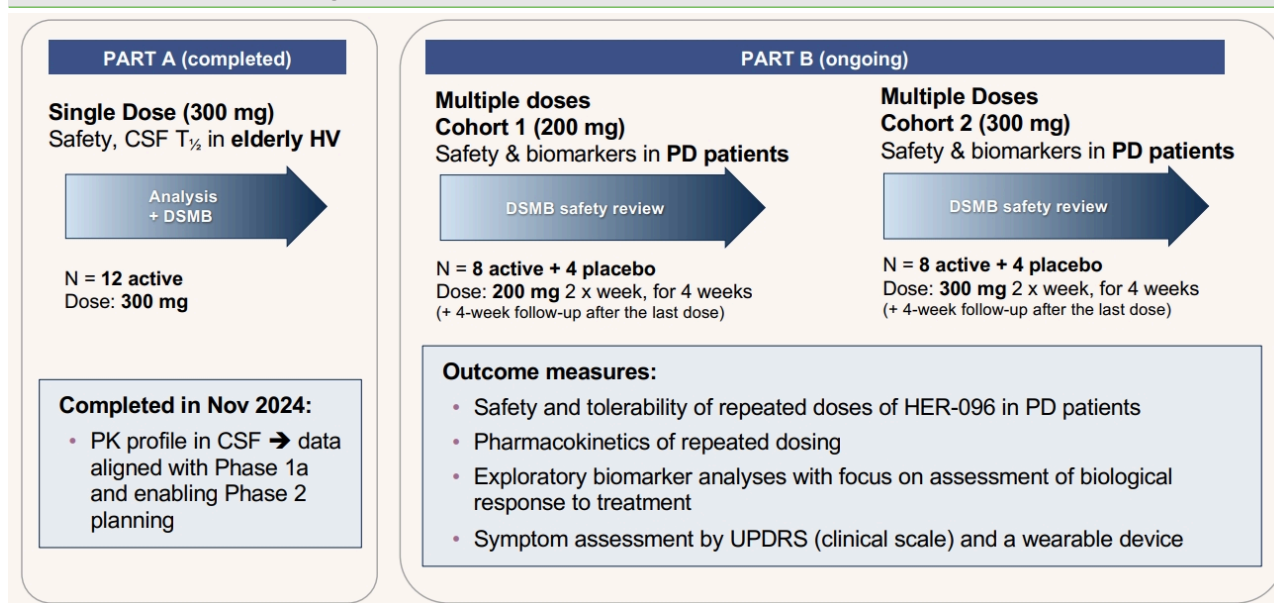 PART A (completed)
Single Dose (300 mg)
Safety, CSF T½ in elderly HV
Analysis
+ DSMB
N = 12 active
Dose: 300 mg
Completed in Nov 2024:
• PK profile in CSF ➔ data
aligned with Phase 1a
and enabling Phase 2
planning
PART B (ongoing)
Multiple doses
Cohort 1 (200 mg)
Safety & biomarkers in PD patients
DSMB safety review
N = 8 active + 4 placebo
Dose: 200 mg 2 x week, for 4 weeks
(+ 4-week follow-up after the last dose)
Multiple Doses
Cohort 2 (300 mg)
Safety & biomarkers in PD patients
DSMB safety review
N = 8 active + 4 placebo
Dose: 300 mg 2 x week, for 4 weeks
(+ 4-week follow-up after the last dose)
Outcome measures:
• Safety and tolerability of repeated doses of HER-096 in PD patients
• Pharmacokinetics of repeated dosing
• Exploratory biomarker analyses with focus on assessment of biological
response to treatment
• Symptom assessment by UPDRS (clinical scale) and a wearable device